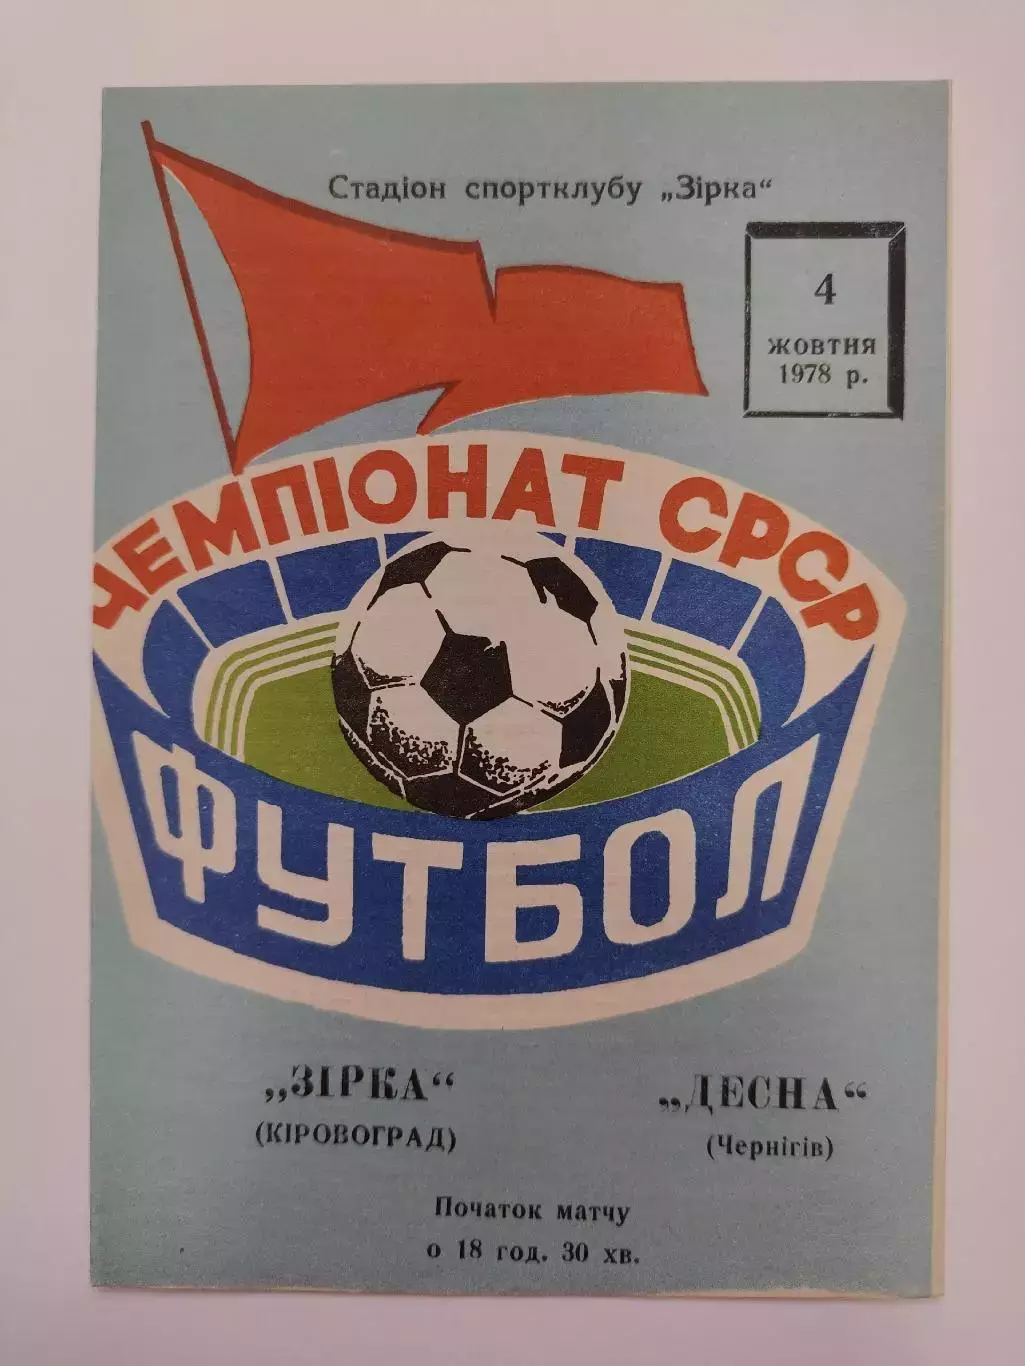 Стадіон спортклубу „Зірка“
4
ЖОВТНЯ
1978 р.
ЧЕМПІОНАТ СРСР
ФУТБОЛ
„ЗІРКА“
(КІРОВОГРАД)
„ДЕСНА“
(Чернігів)
Початок матчу
о 18 год. 30 хв.